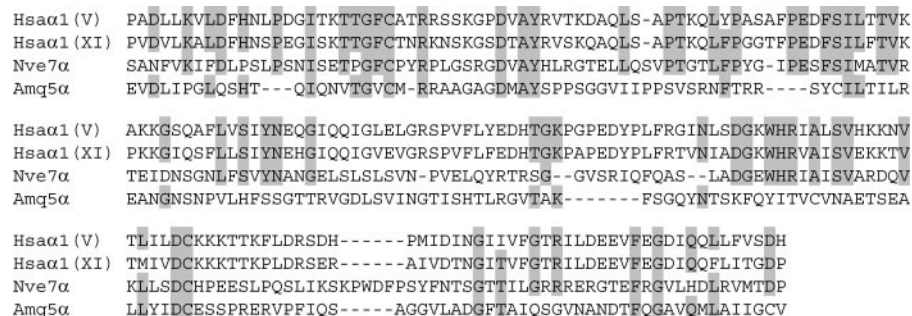 Hsaα1(V) PADLLKVLDFHNLPDGITKTTGFCATRRSSKGPDVAYRVTKDAQLS-APTKQLYPASAFPEDFSILTTVK
Hsaα1(XI) PVDVLKALDFHNSPEGISKTTGFCTNRKNSKGSDTAYRVSKQAQLS-APTKQLFPGGTFPEDFSILFTVK
Nve7α SANFVKIFDLPSLPSNISETPGFCPYRPLGSRGDVAYHLRGTELLQSVPTGTLFPYG-IPESFSIMATVR
Amq5α EVDLIPGLQSHT---QIQNVTGVCM-RRAAGAGDMAYSPPSGGVIIPPSVSRNFTRR----SYCILTILR
Hsaα1(V) AKKGSQAFLVSIYNEQGIQQIGLELGRSPVFLYEDHTGKPGPEDYPLFRGINLSDGKWHRIALSVHKKNV
Hsaα1(XI) PKKGIQSFLLSIYNEHGIQQIGVEVGRSPVFLFEDHTGKPAPEDYPLFRTVNIADGKWHRVAISVEKKTV
Nve7α TEIDNSGNLFSVYNANGELSLSLSVN-PVELQYRTRSG--GVSRIQFQAS--LADGEWHRIAISVARDQV
Amq5α EANGNSNPVLHFSSGTTRVGDLSVINGTISHTLRGVTAK-------FSGQYNTSKFQYITVCVNAETSEA
Hsaα1(V) TLILDCKKKTTKFLDRSDH------PMIDINGIIVFGTRILDEEVFEGDIQQLLFVSDH
Hsaα1(XI) TMIVDCKKKTTKPLDRSER------AIVDTNGITVFGTRILDEEVFEGDIQQFLITGDP
Nve7α KLLSDCHPEESLPQSLIKSKPWDFPSYFNTSGTTILGRRRERGTEFRGVLHDLRVMTDP
Amq5α LLYIDCESSPRERVPFIQS-----AGGVLADGFTAIQSGVNANDTFQGAVQMLAIIGCV